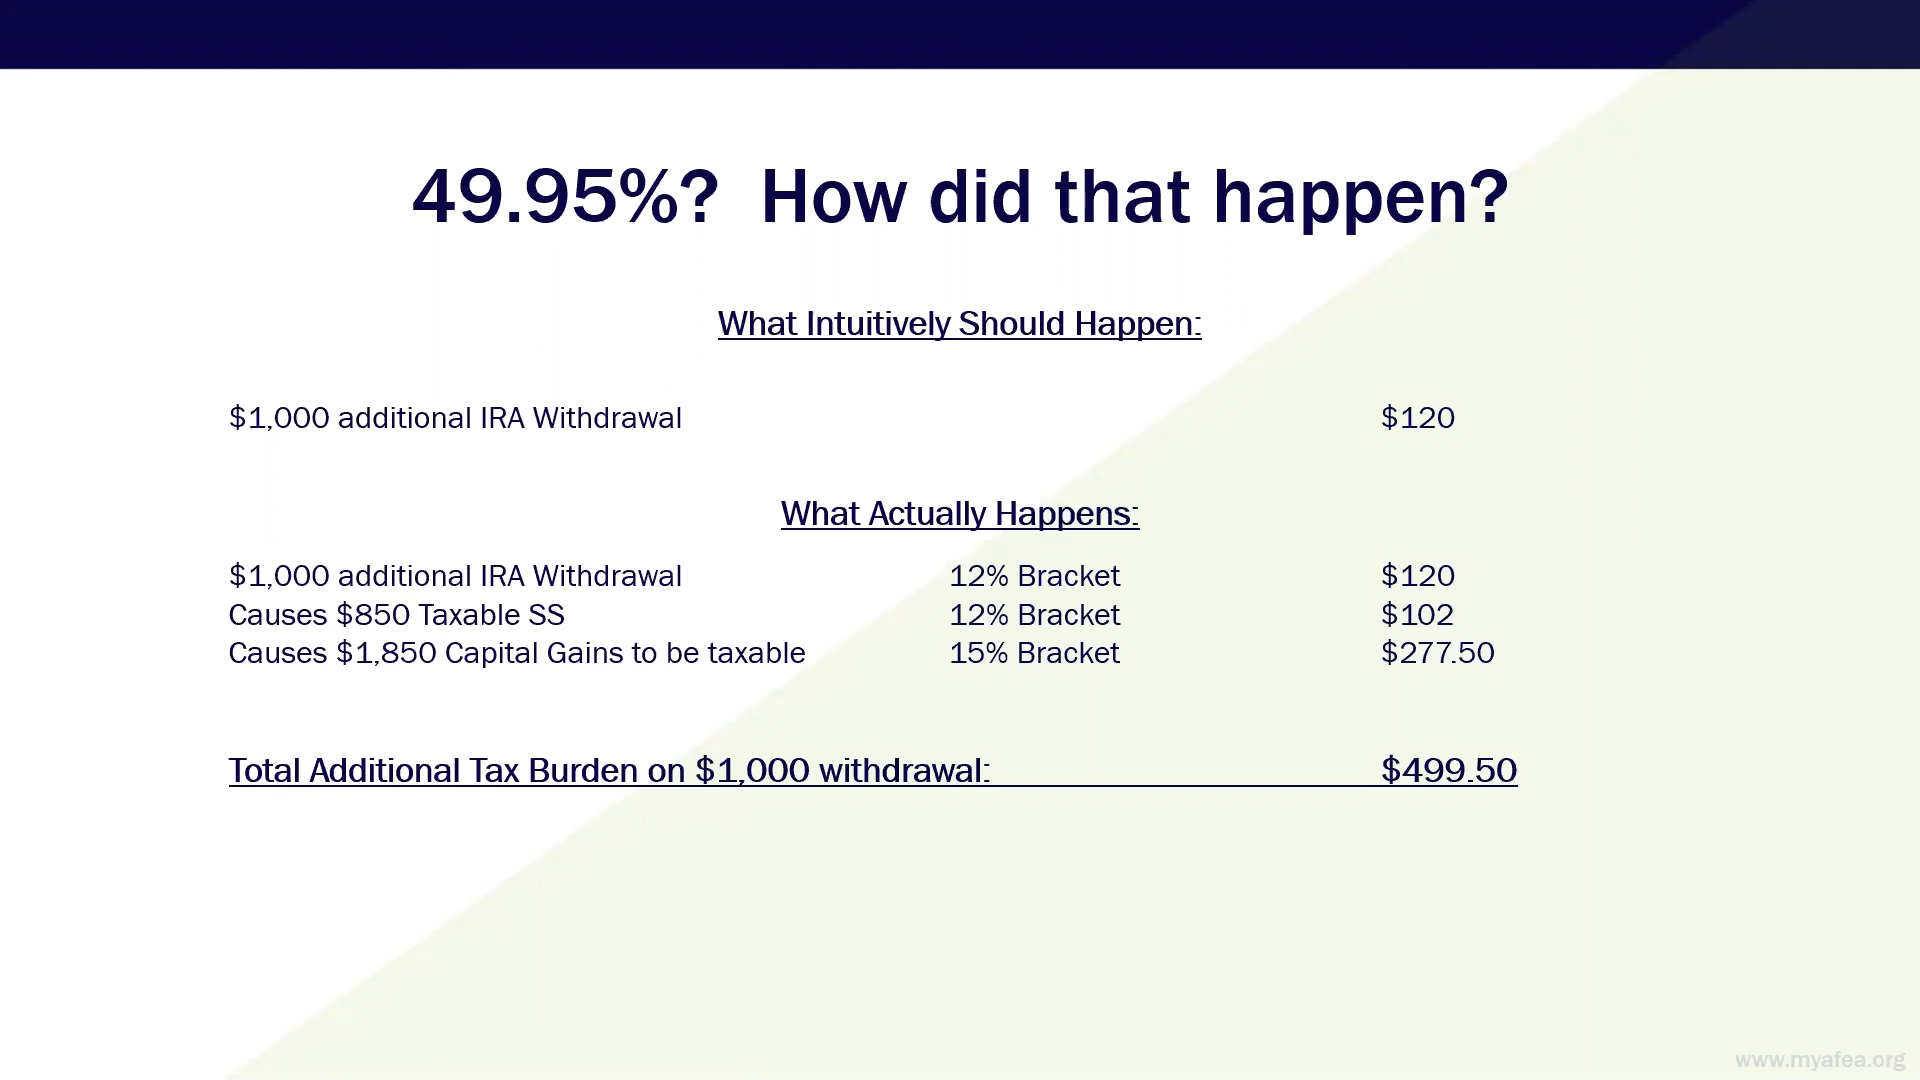 49.95%? How did that happen?
What Intuitively Should Happen:
$1,000 additional IRA Withdrawal $120
What Actually Happens:
$1,000 additional IRA Withdrawal 12% Bracket $120
Causes $850 Taxable SS 12% Bracket $102
Causes $1,850 Capital Gains to be taxable 15% Bracket $277.50
Total Additional Tax Burden on $1,000 withdrawal: $499.50
www.myafea.org